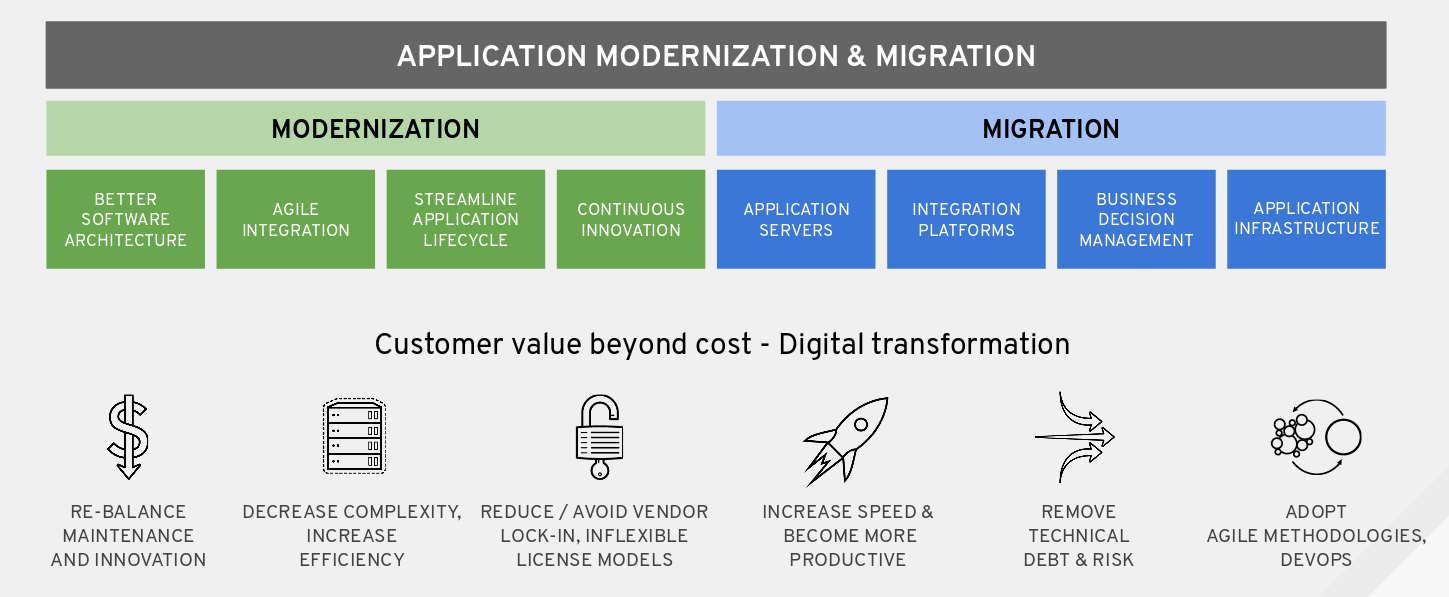 APPLICATION MODERNIZATION & MIGRATION
MODERNIZATION
MIGRATION
BETTER
SOFTWARE
ARCHITECTURE
AGILE
INTEGRATION
STREAMLINE
APPLICATION
LIFECYCLE
CONTINUOUS
INNOVATION
APPLICATION
SERVERS
INTEGRATION
PLATFORMS
BUSINESS
DECISION
MANAGEMENT
APPLICATION
INFRASTRUCTURE
Customer value beyond cost - Digital transformation
RE-BALANCE
MAINTENANCE
AND INNOVATION
DECREASE COMPLEXITY,
INCREASE
EFFICIENCY
REDUCE / AVOID VENDOR
LOCK-IN, INFLEXIBLE
LICENSE MODELS
INCREASE SPEED &
BECOME MORE
PRODUCTIVE
REMOVE
TECHNICAL
DEBT & RISK
ADOPT
AGILE METHODOLOGIES,
DEVOPS